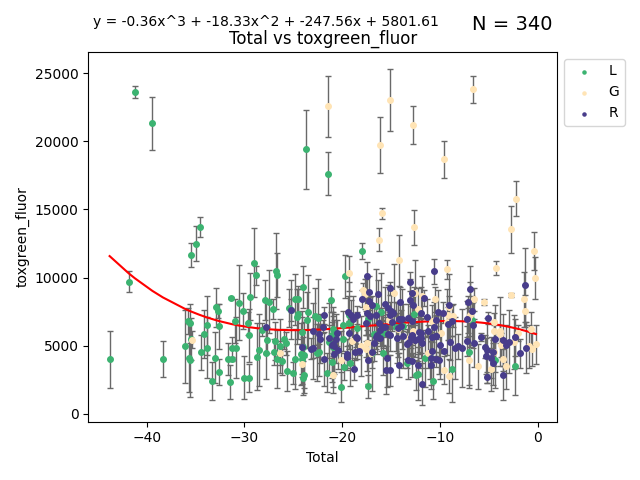 y = -0.36x^3 + -18.33x^2 + -247.56x + 5801.61
N = 340
Total vs toxgreen_fluor
25000
20000
15000
10000
5000
0
toxgreen_fluor
−40
−30
−20
−10
0
Total
L
G
R